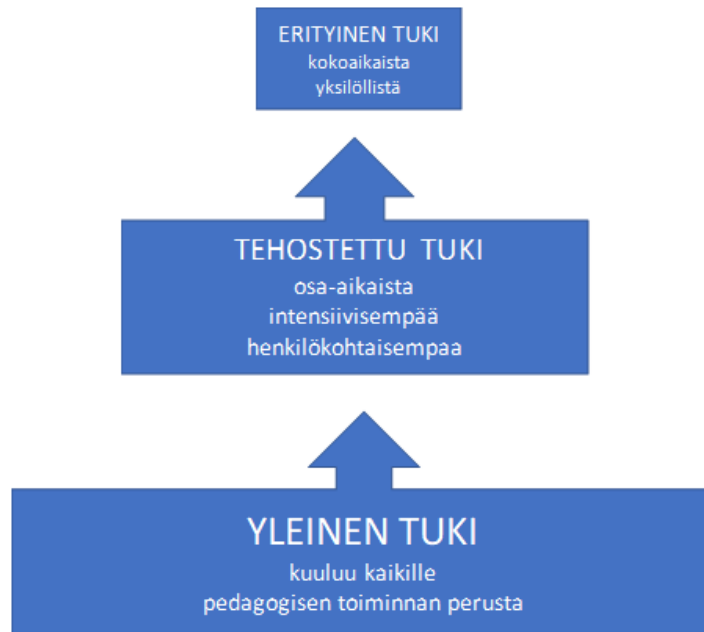 ERITYINEN TUKI
kokoaikaista
yksilöllistä
TEHOSTETTU TUKI
osa-aikaista
intensiivisempää
henkilökohtaisempaa
YLEINEN TUKI
kuuluu kaikille
pedagogisen toiminnan perusta